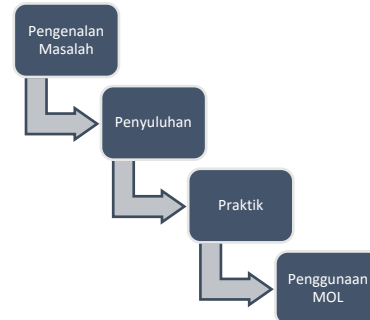 Pengenalan
Masalah
Penyuluhan
Praktik
Penggunaan
MOL